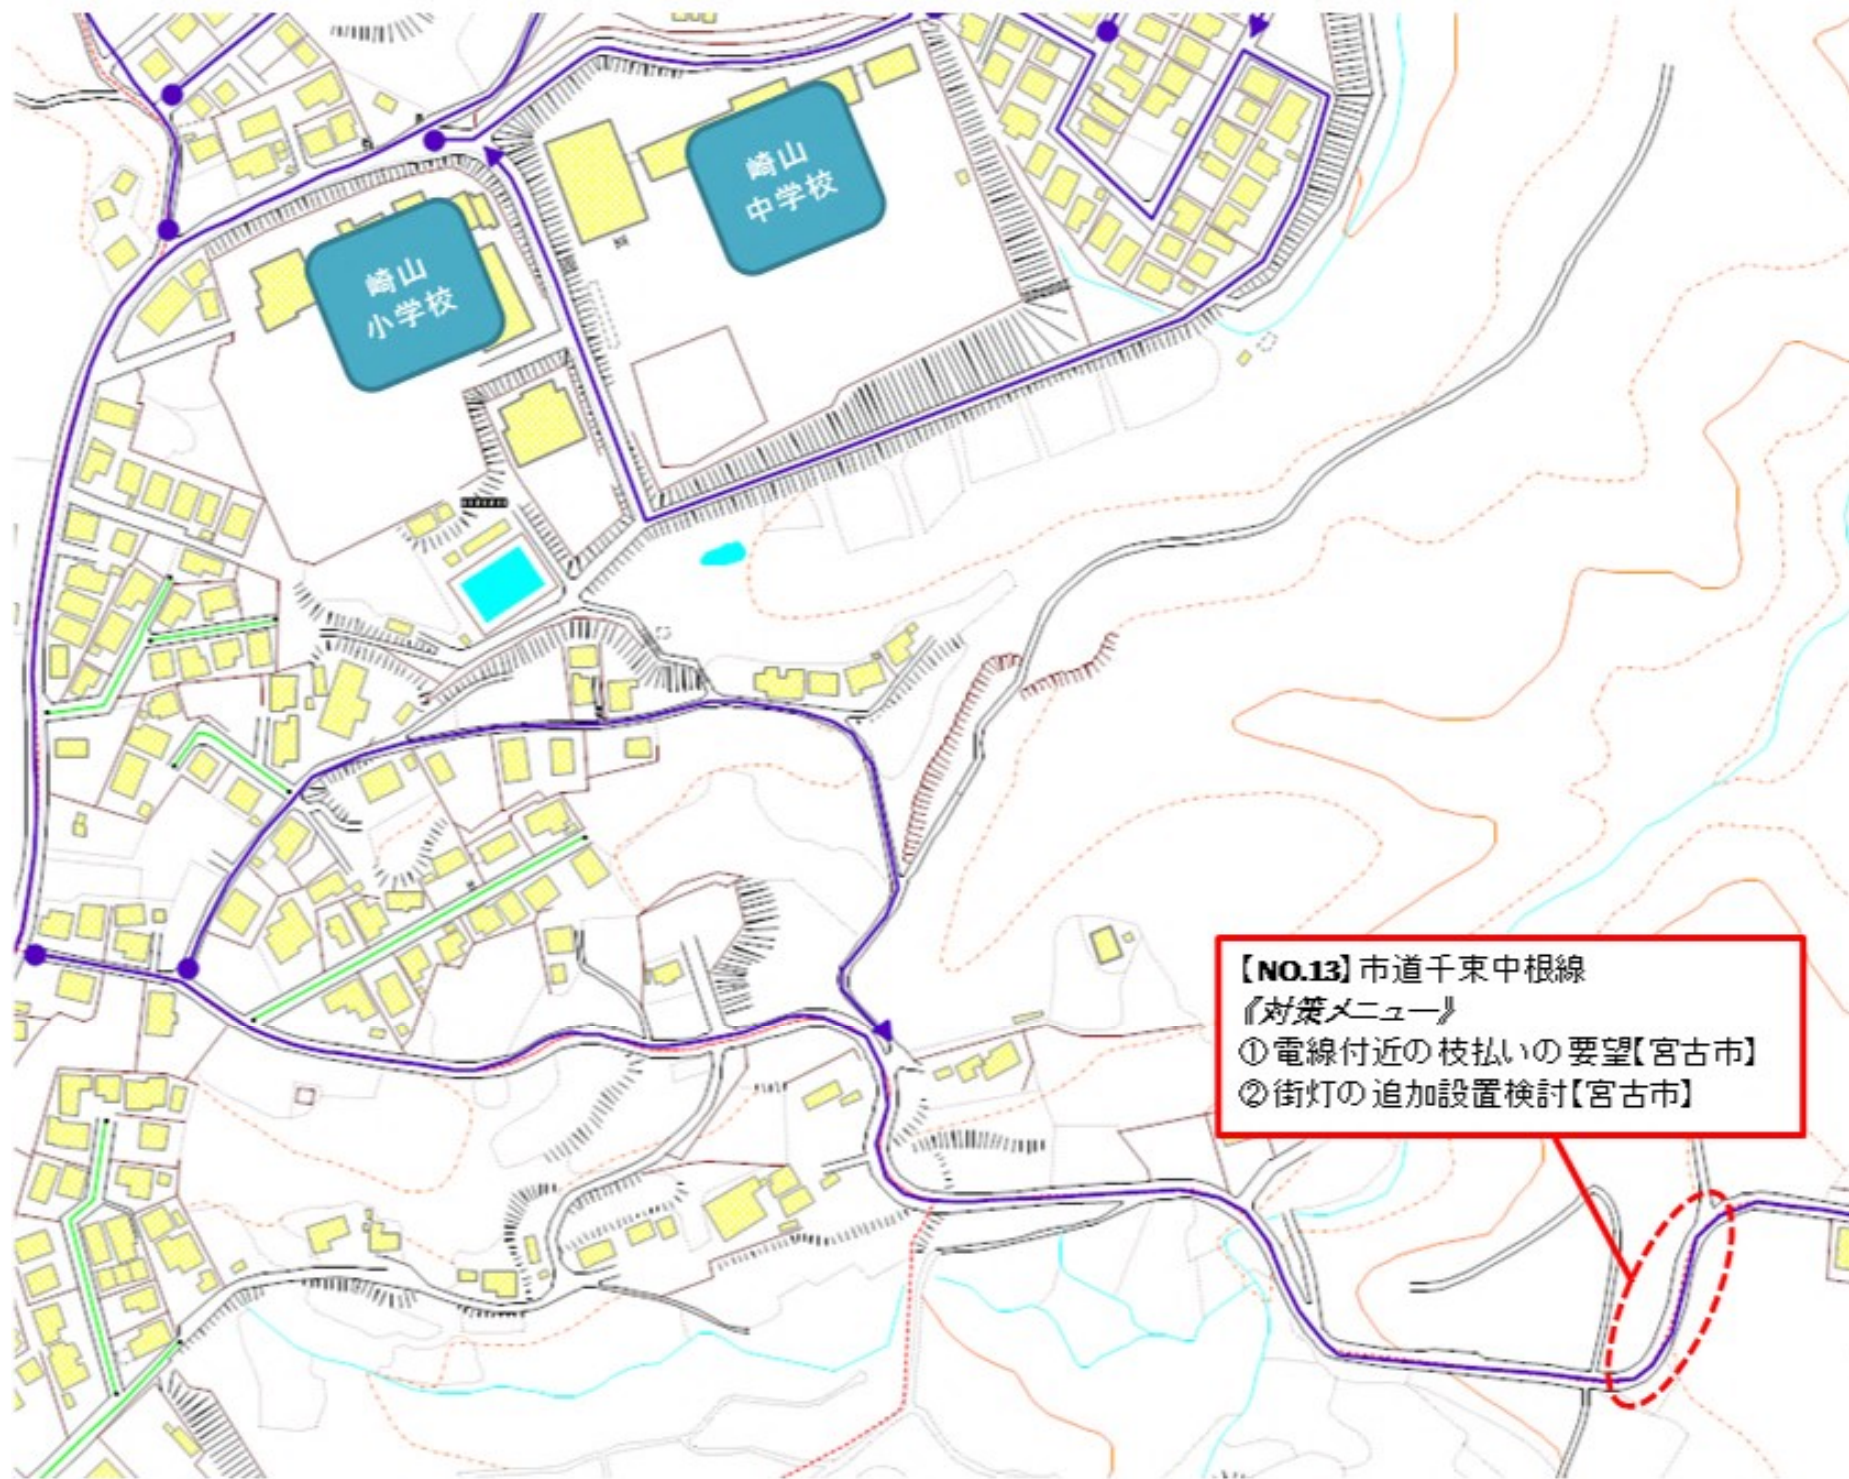 崎山
中学校
崎山
小学校
【NO.13】市道千束中根線
《対策メニュー》
①電線付近の枝払いの要望【宮古市】
②街灯の追加設置検討【宮古市】